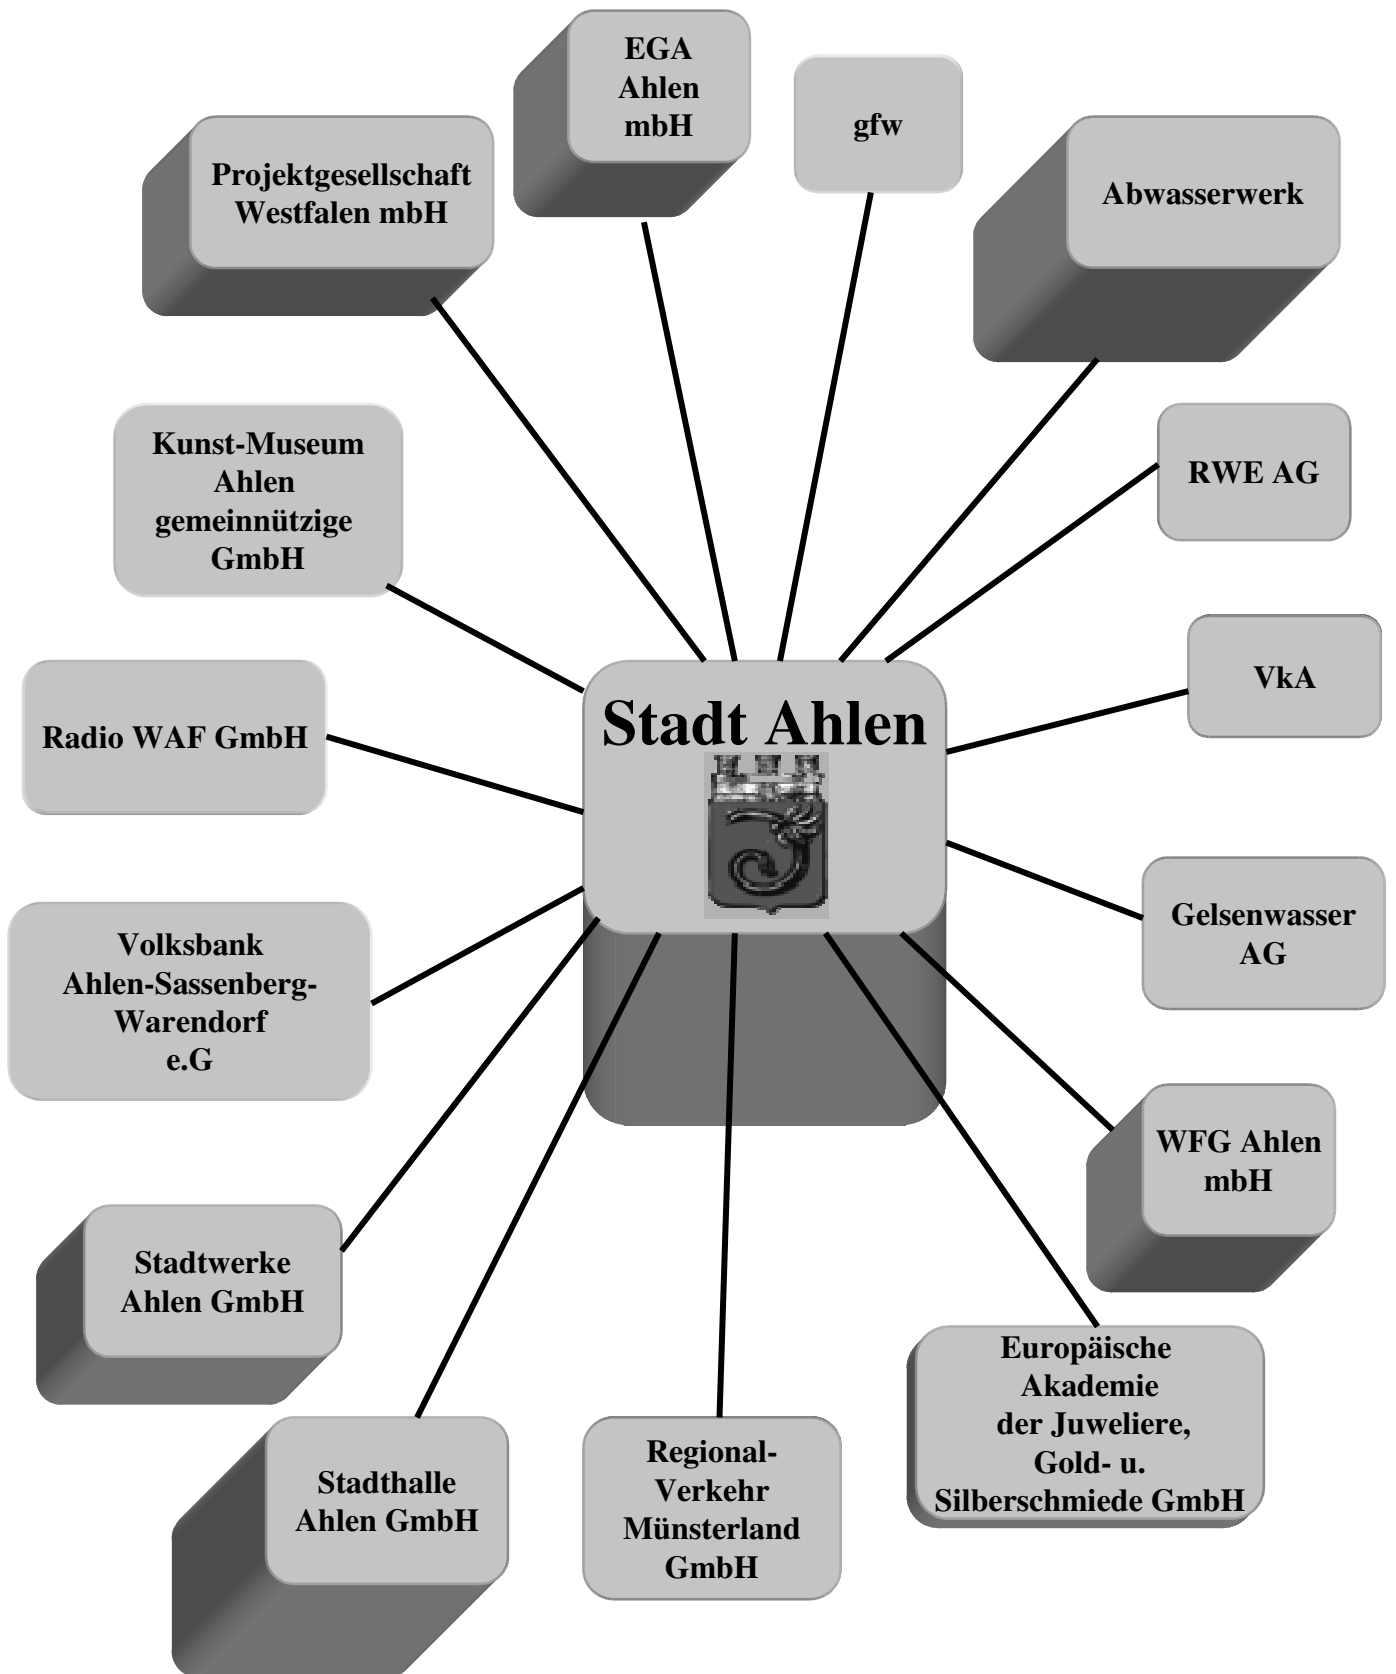 EGA
Ahlen
mbH
gfw
Projektgesellschaft
Westfalen mbH
Abwasserwerk
Kunst-Museum
Ahlen
gemeinnützige
GmbH
RWE AG
VkA
Radio WAF GmbH
Stadt Ahlen
Gelsenwasser
AG
Volksbank
Ahlen-Sassenberg-
Warendorf
e.G
WFG Ahlen
mbH
Stadtwerke
Ahlen GmbH
Europäische
Akademie
der Juweliere,
Gold- u.
Silberschmiede GmbH
Stadthalle
Ahlen GmbH
Regional-
Verkehr
Münsterland
GmbH